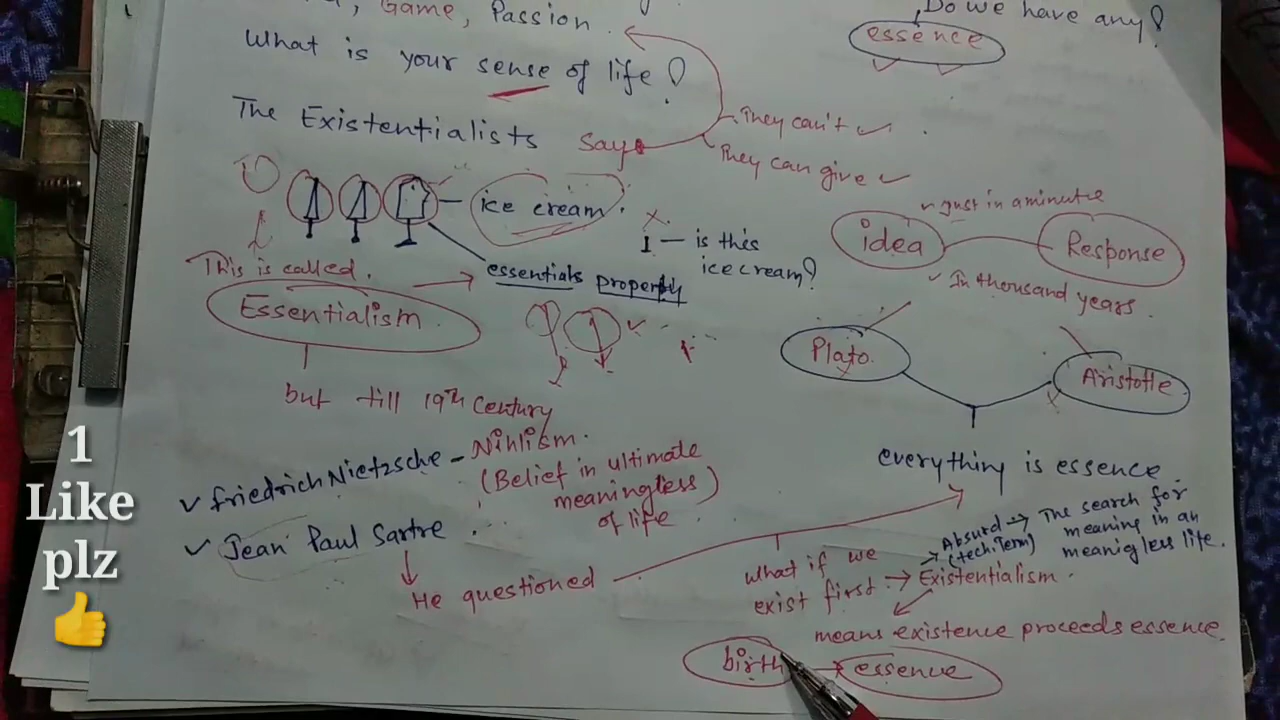 Game, Passion.
What is your sense of life?
Do we have any?
essence
The Existentialists say
They can't
They can give
ice cream.
I — is this
icecream?
just in a minute
idea
Response
In thousand years.
This is called.
Essentialism
essentials property
Plato.
Aristotle
but till 19th Century
everything is essence
Friedrich Nietzsche - Nihlism.
(Belief in ultimate
meaningless)
of life
Jean Paul Sartre
He questioned
what if we
exist first → Existentialism.
Absurd → The search for
(tech. Term) meaning in an
meanigless life.
means existence proceeds essence.
birth
essence
1
Like
plz
👍